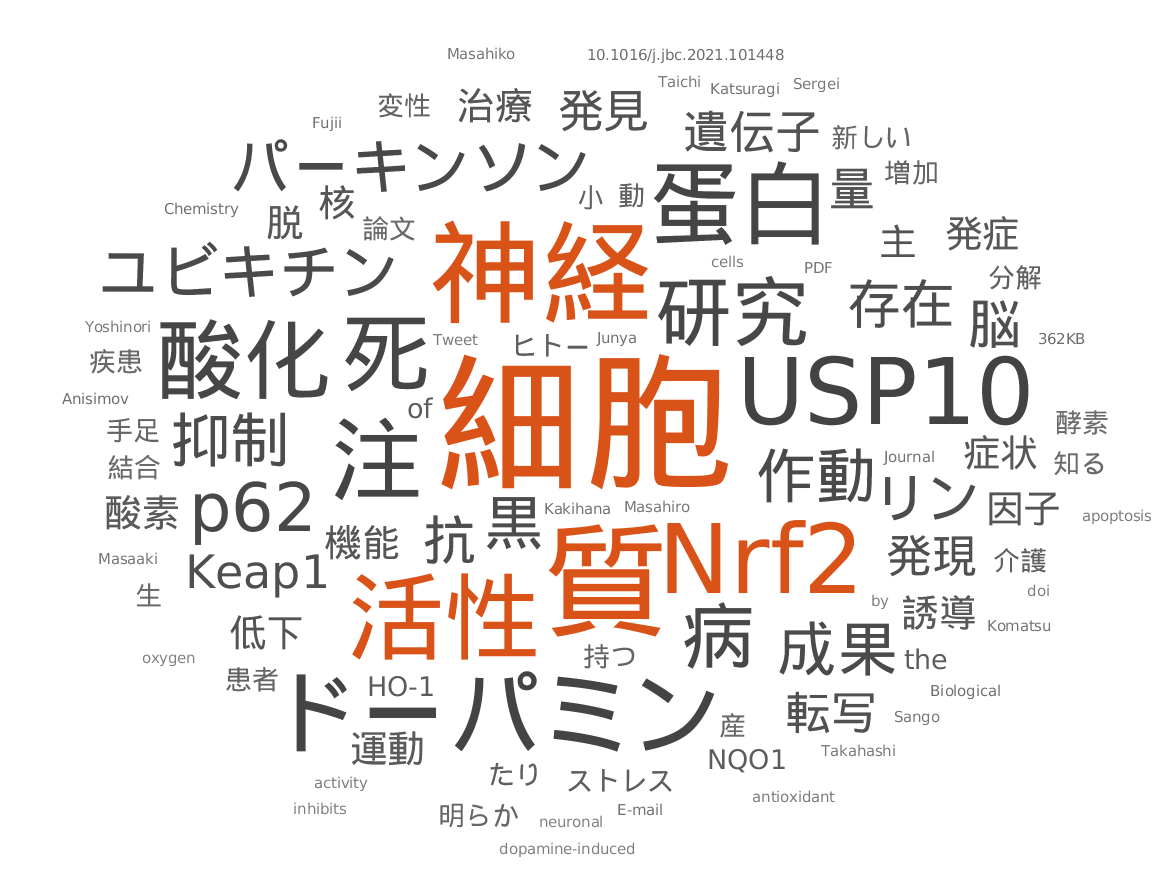 Masahiko
10.1016/j.jbc.2021.101448
Taichi
Katsuragi
Sergei
変性
治療
発見
遺伝子
新しい
Fujii
パーキンソン
蛋白
量
増加
小
動
核
Chemistry
脱
論文
神経
主
発症
ユビキチン
cells
PDF
分解
研究
存在
脳
Yoshinori
酸化
死
Tweet
ヒトー
Junya
362KB
疾患
細胞
USP10
Anisimov
of
手足
抑制
注
酵素
結合
作動
Journal
症状
知る
酸素
p62
リン
因子
黒
Kakihana
Masahiro
apoptosis
機能
抗
質
Nrf2
発現
介護
Masaaki
Keap1
生
活性
by
誘導
doi
低下
病
成果
Komatsu
the
oxygen
持つ
患者
ドーパミン
HO-1
転写
Biological
Sango
産
運動
NQO1
Takahashi
たり
ストレス
activity
antioxidant
inhibits
明らか
neuronal
E-mail
dopamine-induced